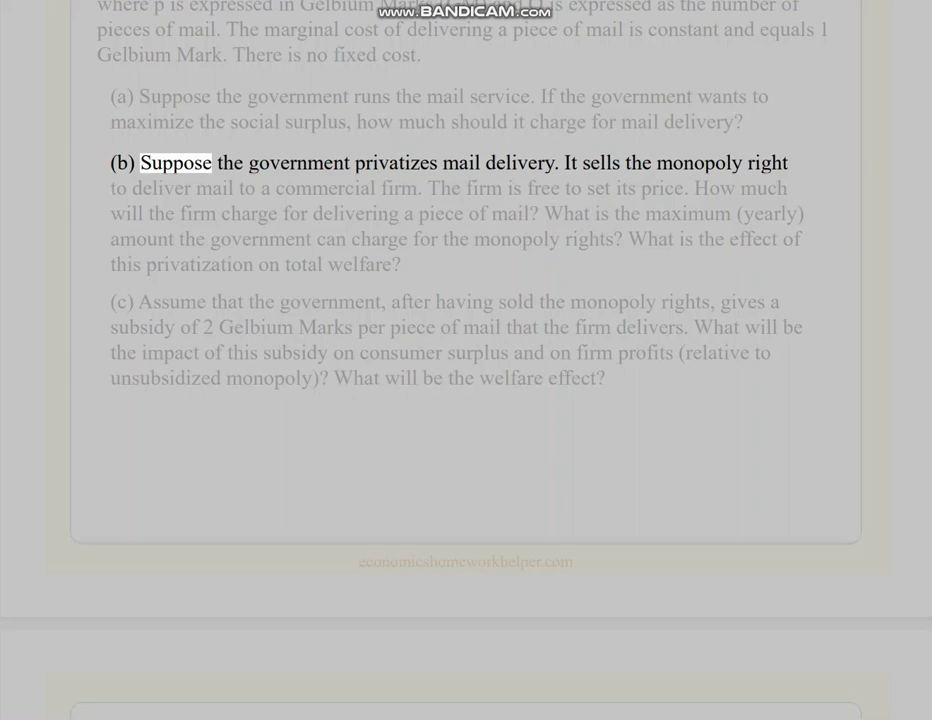 where p is expressed in Gelbium is expressed as the number of
www.BANDICAM.com
pieces of mail. The marginal cost of delivering a piece of mail is constant and equals 1
Gelbium Mark. There is no fixed cost.
(a) Suppose the government runs the mail service. If the government wants to
maximize the social surplus, how much should it charge for mail delivery?
(b) Suppose the government privatizes mail delivery. It sells the monopoly right
to deliver mail to a commercial firm. The firm is free to set its price. How much
will the firm charge for delivering a piece of mail? What is the maximum (yearly)
amount the government can charge for the monopoly rights? What is the effect of
this privatization on total welfare?
(c) Assume that the government, after having sold the monopoly rights, gives a
subsidy of 2 Gelbium Marks per piece of mail that the firm delivers. What will be
the impact of this subsidy on consumer surplus and on firm profits (relative to
unsubsidized monopoly)? What will be the welfare effect?
economicshomeworkhelper.com